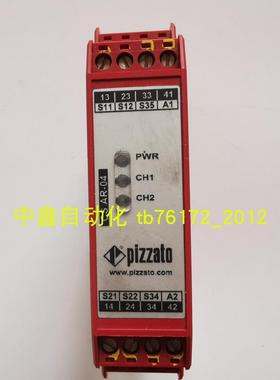 13 23 33 41
S11 S12 S35 A1
PWR
CH1
CH2
AR-04
中鑫自动化 tb76172_2012
pizzato
www.pizzato.com
S21 S22 S34 A2
14 24 34 42